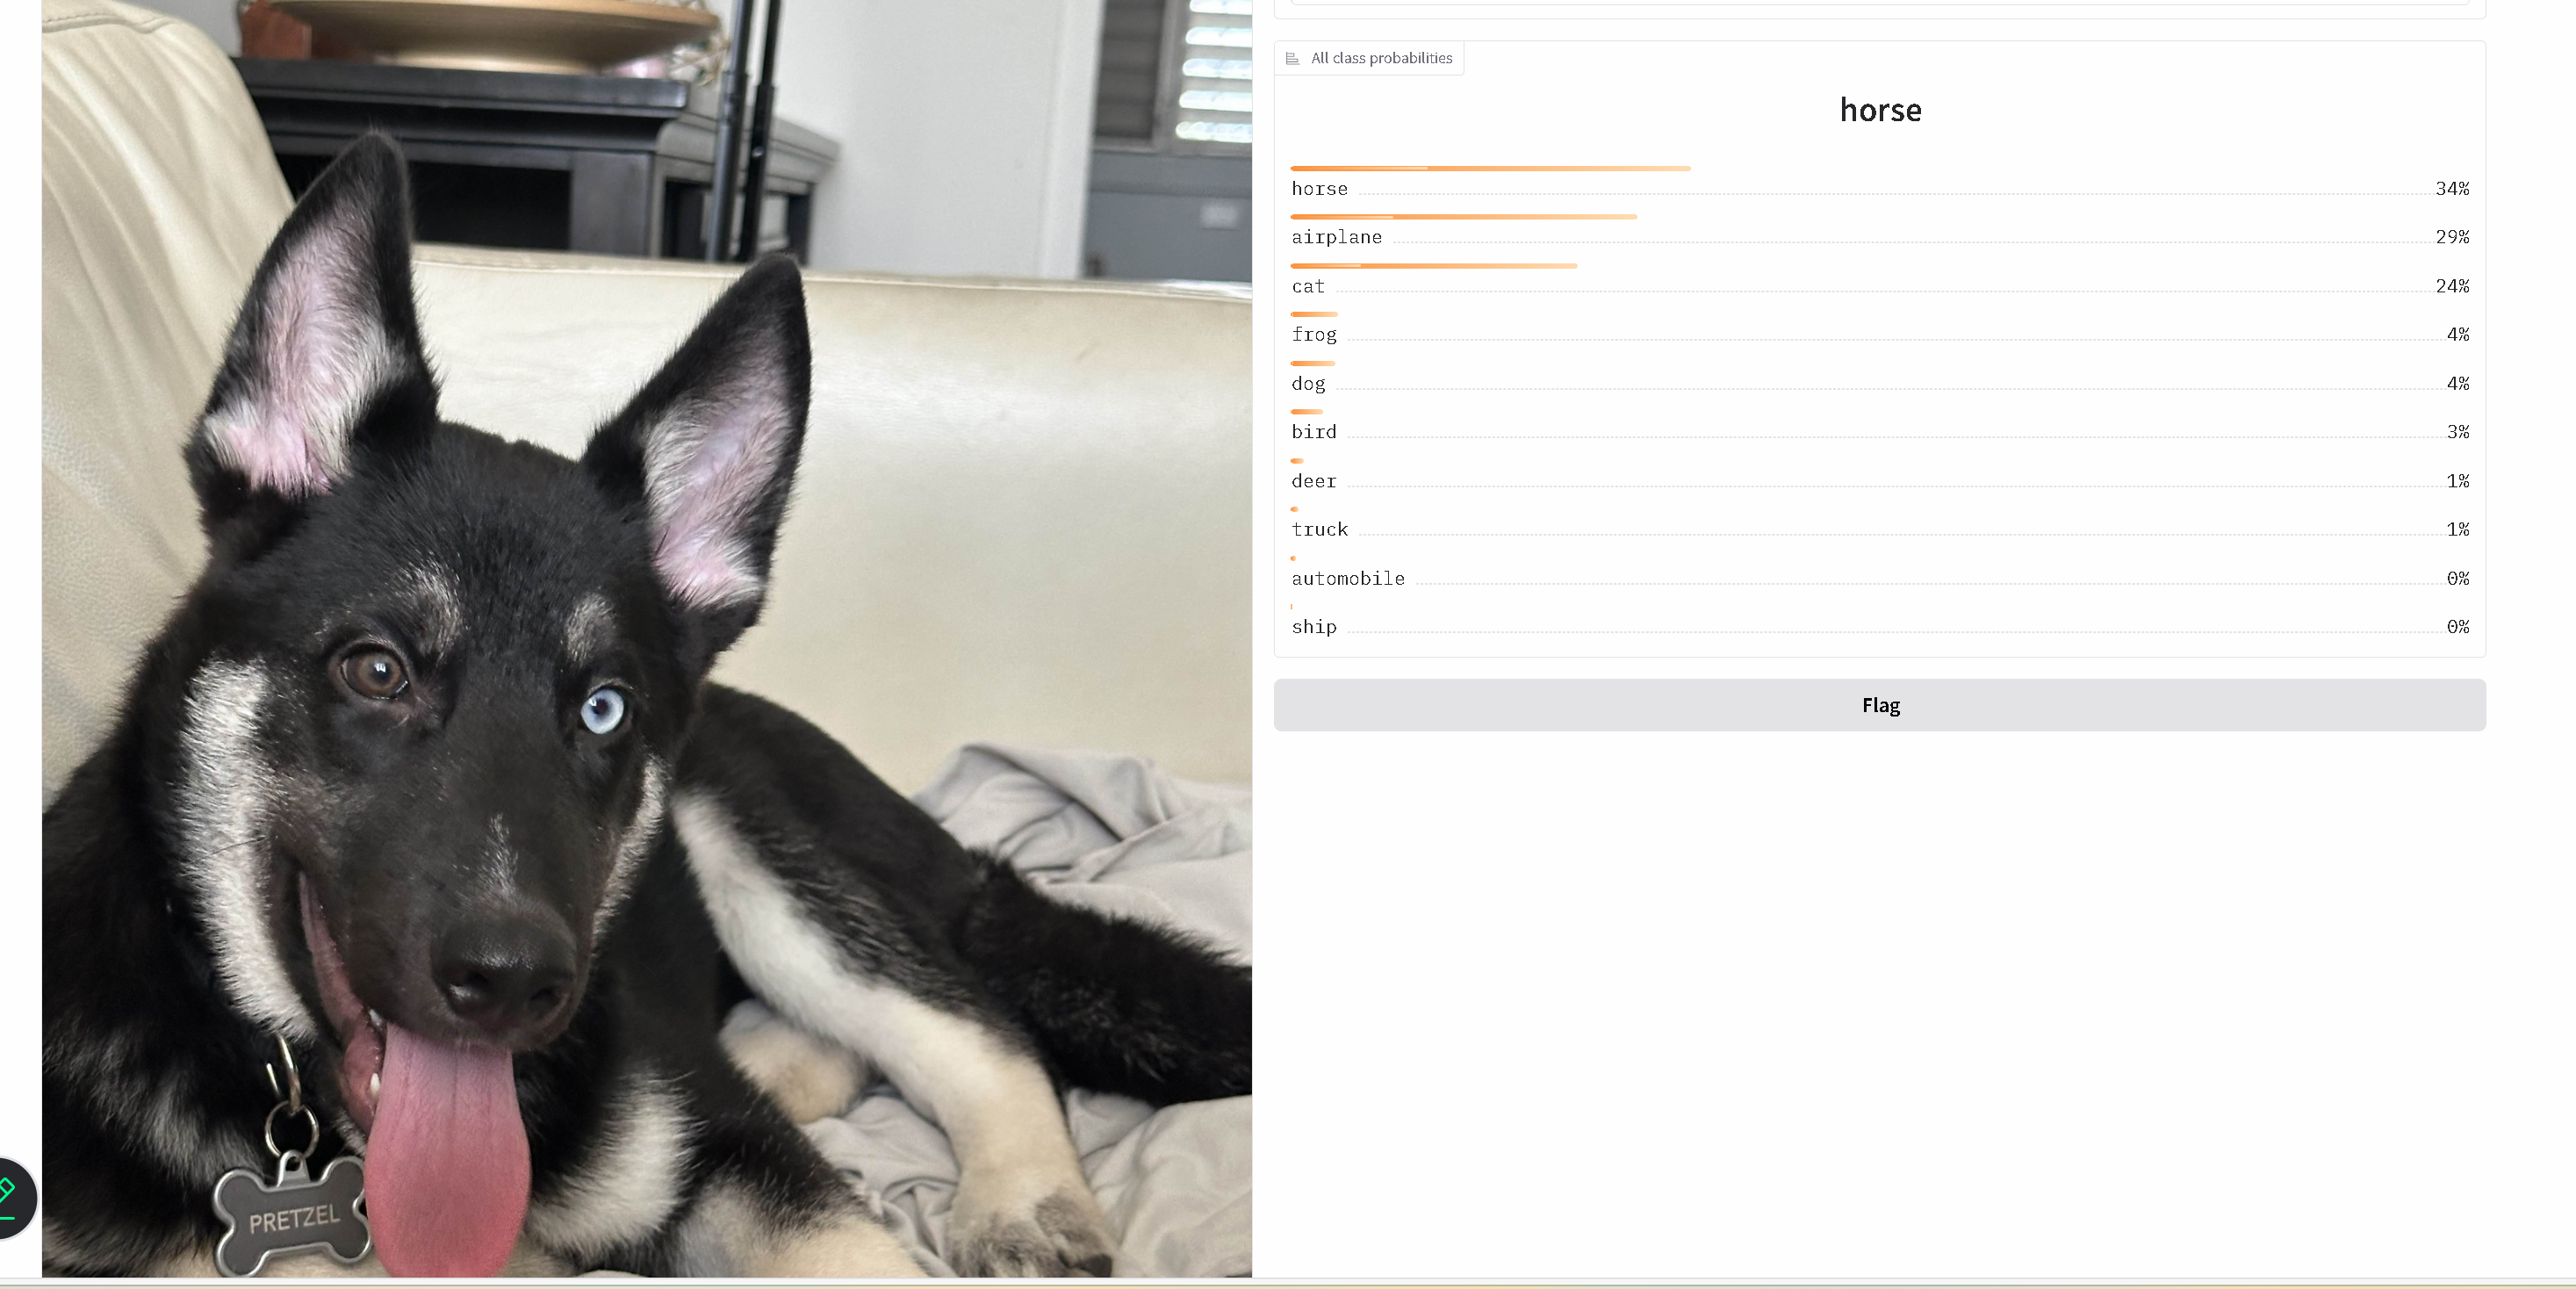 All class probabilities
horse
horse 34%
airplane 29%
cat 24%
frog 4%
dog 4%
bird 3%
deer 1%
truck 1%
automobile 0%
ship 0%
Flag
PRETZEL